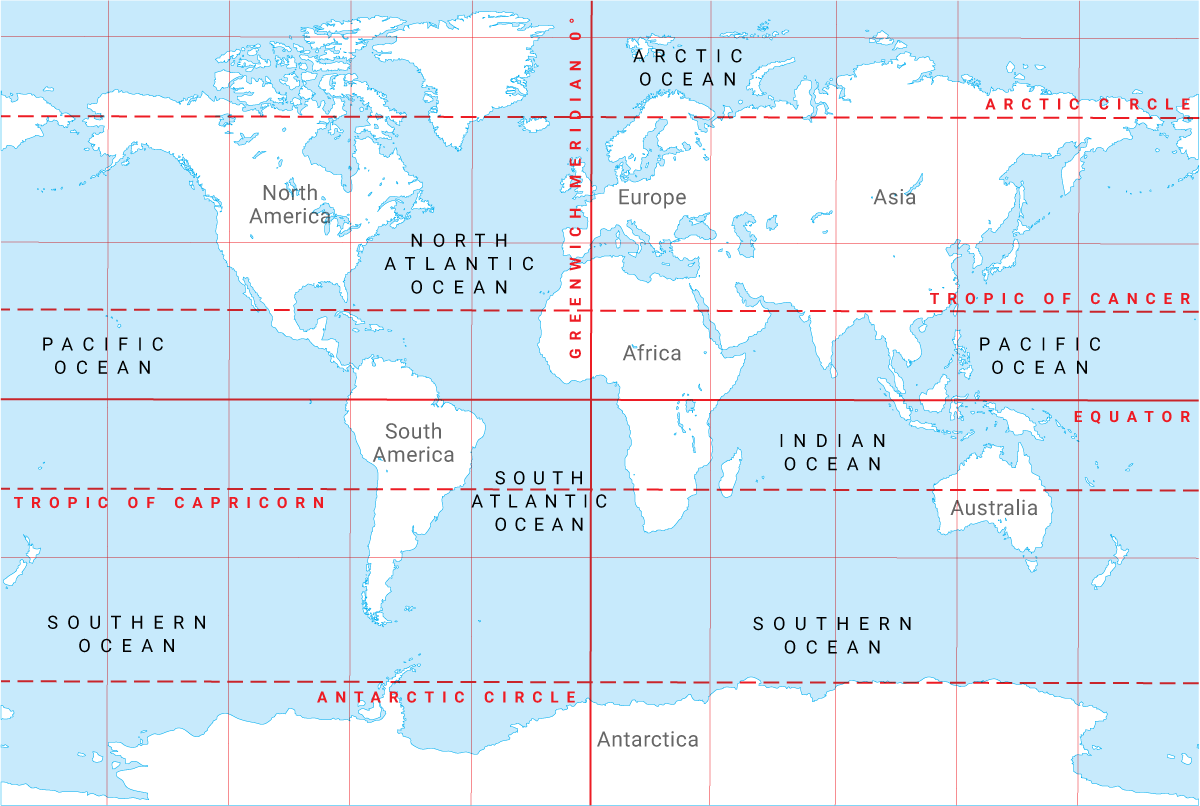 GREENWICH MERIDIAN 0°
ARCTIC
OCEAN
ARCTIC CIRCLE
North
America
Europe
Asia
NORTH
ATLANTIC
OCEAN
TROPIC OF CANCER
PACIFIC
OCEAN
Africa
PACIFIC
OCEAN
EQUATOR
South
America
INDIAN
OCEAN
SOUTH
ATLANTIC
OCEAN
TROPIC OF CAPRICORN
Australia
SOUTHERN
OCEAN
SOUTHERN
OCEAN
ANTARCTIC CIRCLE
Antarctica